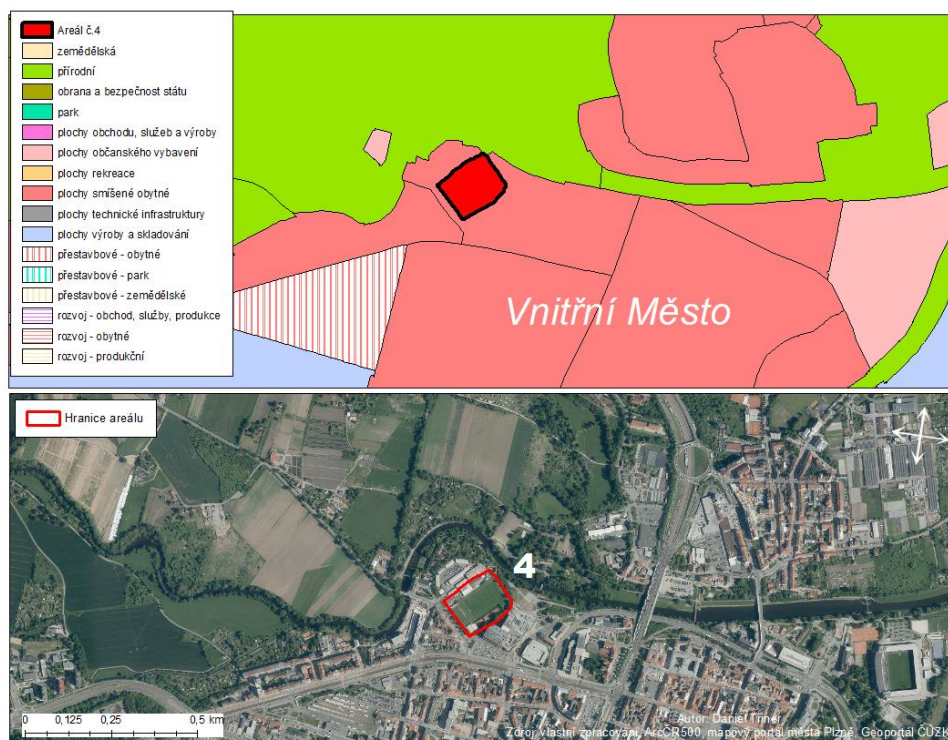 Areál č.4
zemědělská
přírodní
obrana a bezpečnost státu
park
plochy obchodu, služeb a výroby
plochy občanského vybavení
plochy rekreace
plochy smíšené obytné
plochy technické infrastruktury
plochy výroby a skladování
přestavbové - obytné
přestavbové - park
přestavbové - zemědělské
rozvoj - obchod, služby, produkce
rozvoj - obytné
rozvoj - produkční
Vnitřní Město
Hranice areálu
4
0 0,125 0,25 0,5 km
Autor: Daniel Triner
Zdroj: vlastní zpracování, ArcCR500, mapový portál města Plzně, Geoportál ČÚZK